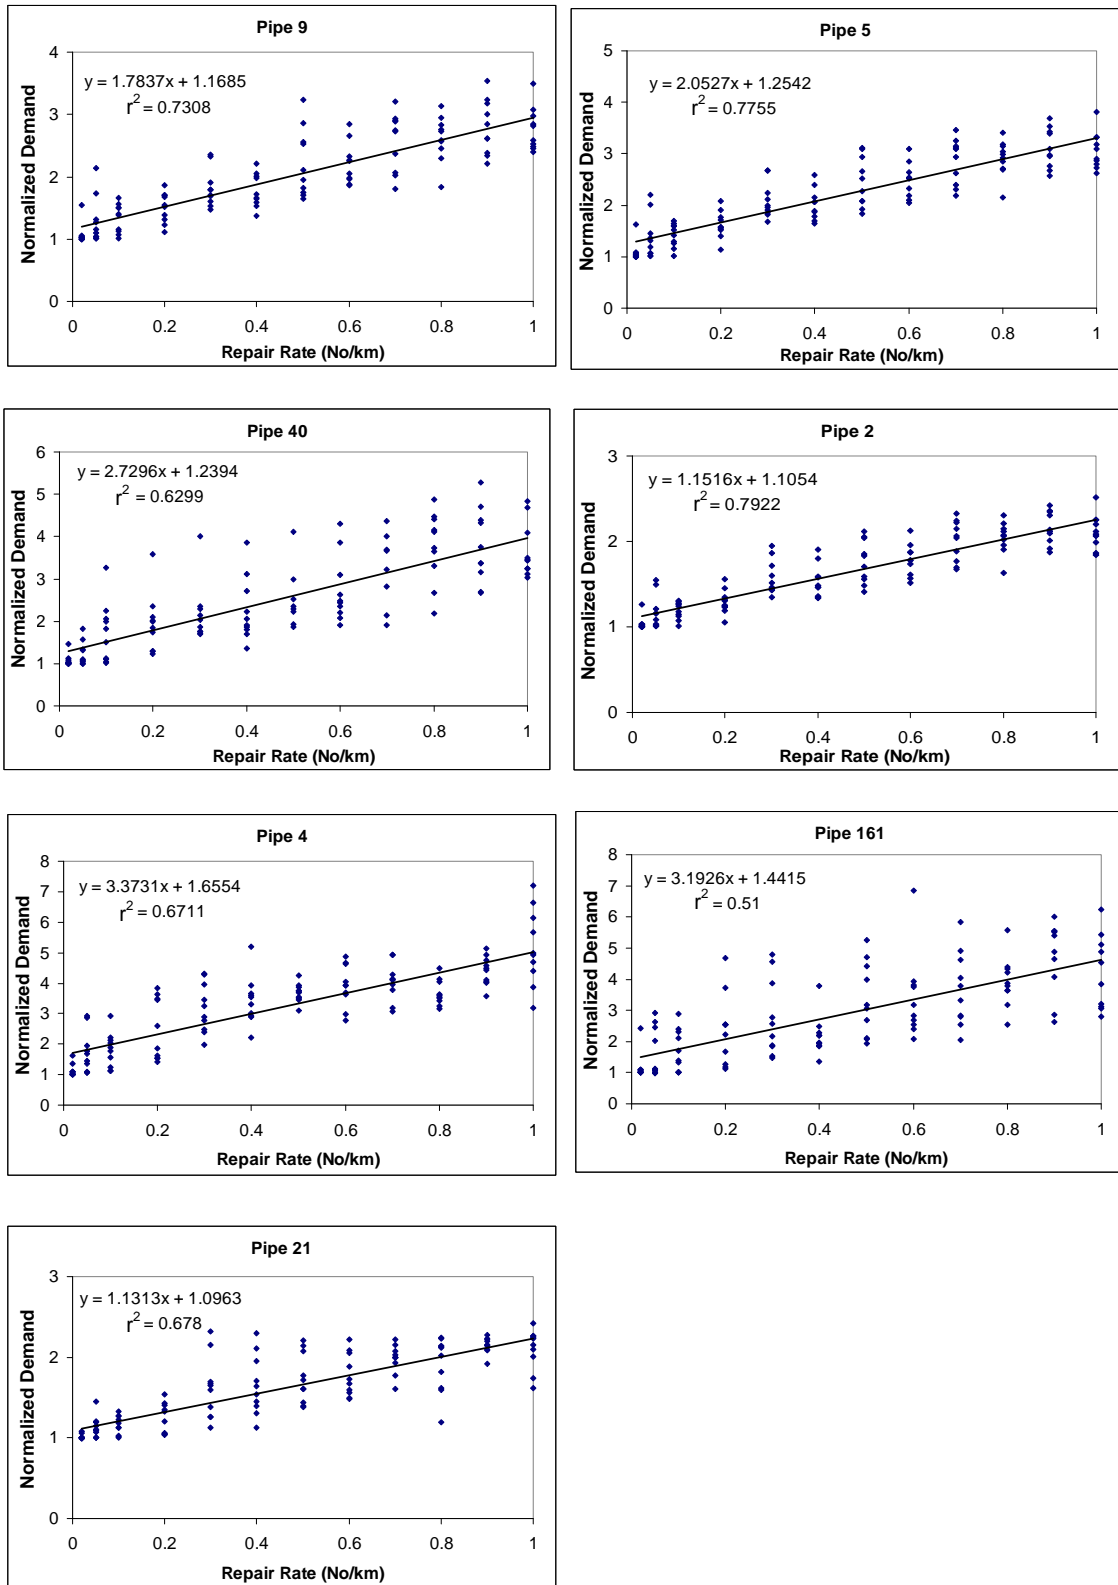 Pipe 9
y = 1.7837x + 1.1685
r² = 0.7308
Normalized Demand
4
3
2
1
0
0 0.2 0.4 0.6 0.8 1
Repair Rate (No/km)
Pipe 5
y = 2.0527x + 1.2542
r² = 0.7755
Normalized Demand
5
4
3
2
1
0
0 0.2 0.4 0.6 0.8 1
Repair Rate (No/km)
Pipe 40
y = 2.7296x + 1.2394
r² = 0.6299
Normalized Demand
6
5
4
3
2
1
0
0 0.2 0.4 0.6 0.8 1
Repair Rate (No/km)
Pipe 2
y = 1.1516x + 1.1054
r² = 0.7922
Normalized Demand
3
2
1
0
0 0.2 0.4 0.6 0.8 1
Repair Rate (No/km)
Pipe 4
y = 3.3731x + 1.6554
r² = 0.6711
Normalized Demand
8
7
6
5
4
3
2
1
0
0 0.2 0.4 0.6 0.8 1
Repair Rate (No/km)
Pipe 161
y = 3.1926x + 1.4415
r² = 0.51
Normalized Demand
8
7
6
5
4
3
2
1
0
0 0.2 0.4 0.6 0.8 1
Repair Rate (No/km)
Pipe 21
y = 1.1313x + 1.0963
r² = 0.678
Normalized Demand
3
2
1
0
0 0.2 0.4 0.6 0.8 1
Repair Rate (No/km)